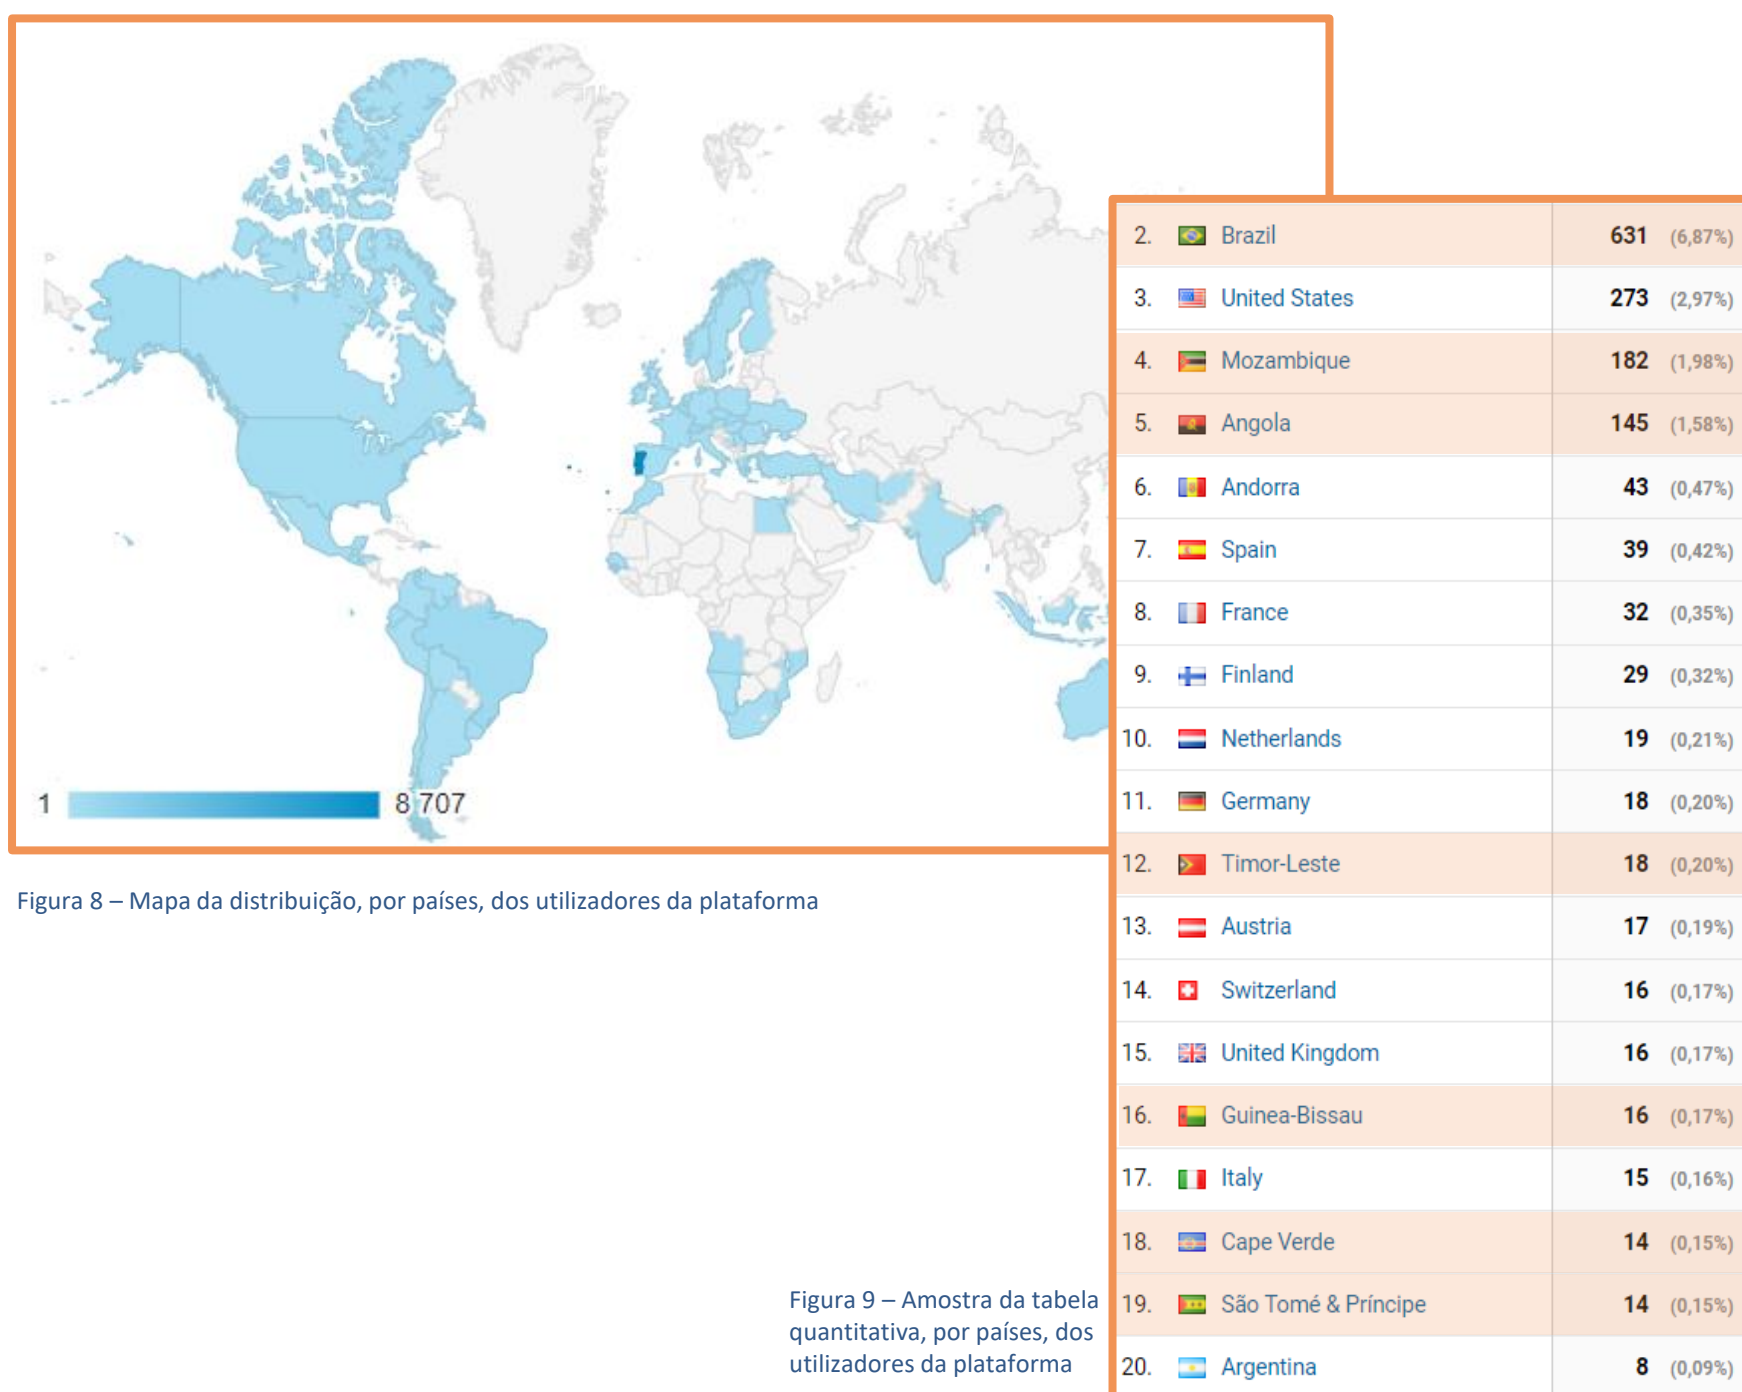 1 8 707
Figura 8 – Mapa da distribuição, por países, dos utilizadores da plataforma
2. Brazil 631 (6,87%)
3. United States 273 (2,97%)
4. Mozambique 182 (1,98%)
5. Angola 145 (1,58%)
6. Andorra 43 (0,47%)
7. Spain 39 (0,42%)
8. France 32 (0,35%)
9. Finland 29 (0,32%)
10. Netherlands 19 (0,21%)
11. Germany 18 (0,20%)
12. Timor-Leste 18 (0,20%)
13. Austria 17 (0,19%)
14. Switzerland 16 (0,17%)
15. United Kingdom 16 (0,17%)
16. Guinea-Bissau 16 (0,17%)
17. Italy 15 (0,16%)
18. Cape Verde 14 (0,15%)
19. São Tomé & Príncipe 14 (0,15%)
20. Argentina 8 (0,09%)
Figura 9 – Amostra da tabela
quantitativa, por países, dos
utilizadores da plataforma